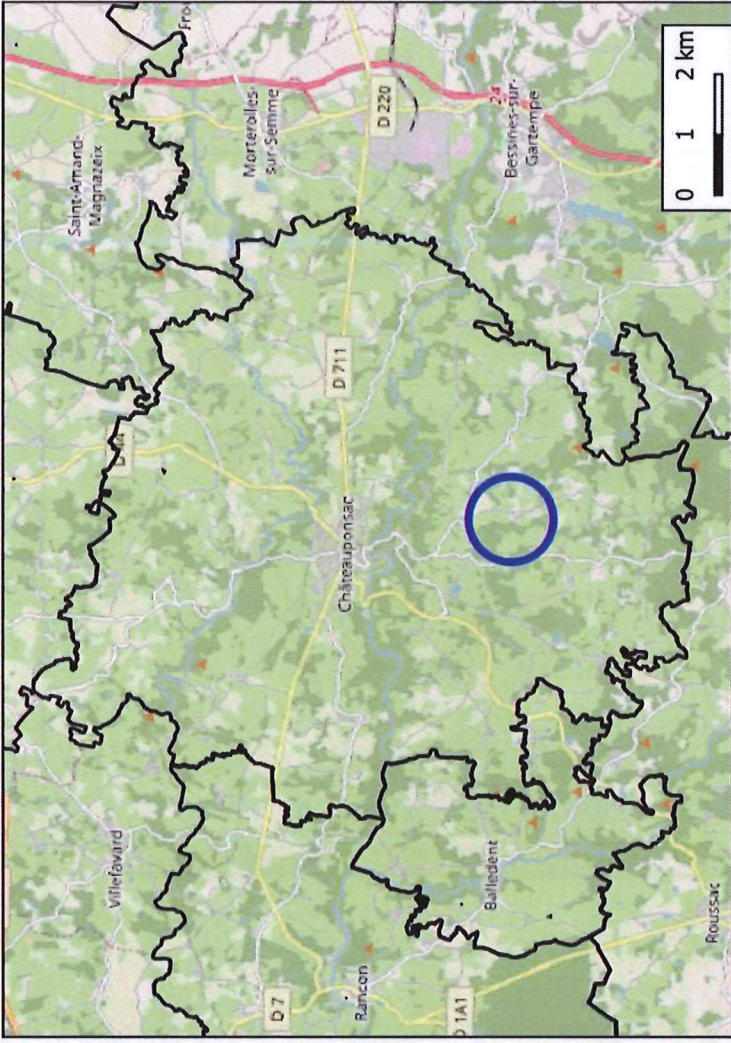 Saint-Amand-
Magnazeix
Villefavard
Fro
Morterolles-
sur-Semme
D 7
D 711
Châteauponsac
Rancon
D 220
D 1A1
Balledent
24
Bessines-sur-
Gartempe
0 1 2 km
Roussac